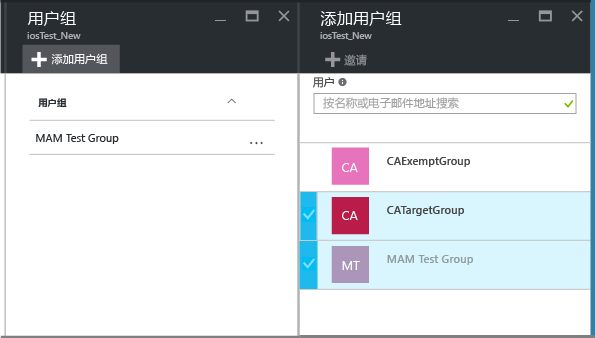 用户组
iosTest_New
添加用户组
用户组
MAM Test Group
...
添加用户组
iosTest_New
邀请
用户
按名称或电子邮件地址搜索
CA
CAExemptGroup
CA
CATargetGroup
MT
MAM Test Group